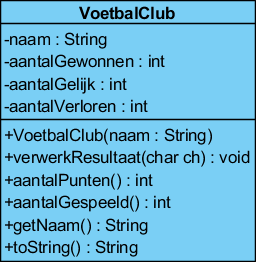 VoetbalClub
-naam : String
-aantalGewonnen : int
-aantalGelijk : int
-aantalVerloren : int
+VoetbalClub(naam : String)
+verwerkResultaat(char ch) : void
+aantalPunten() : int
+aantalGespeeld() : int
+getNaam() : String
+toString() : String